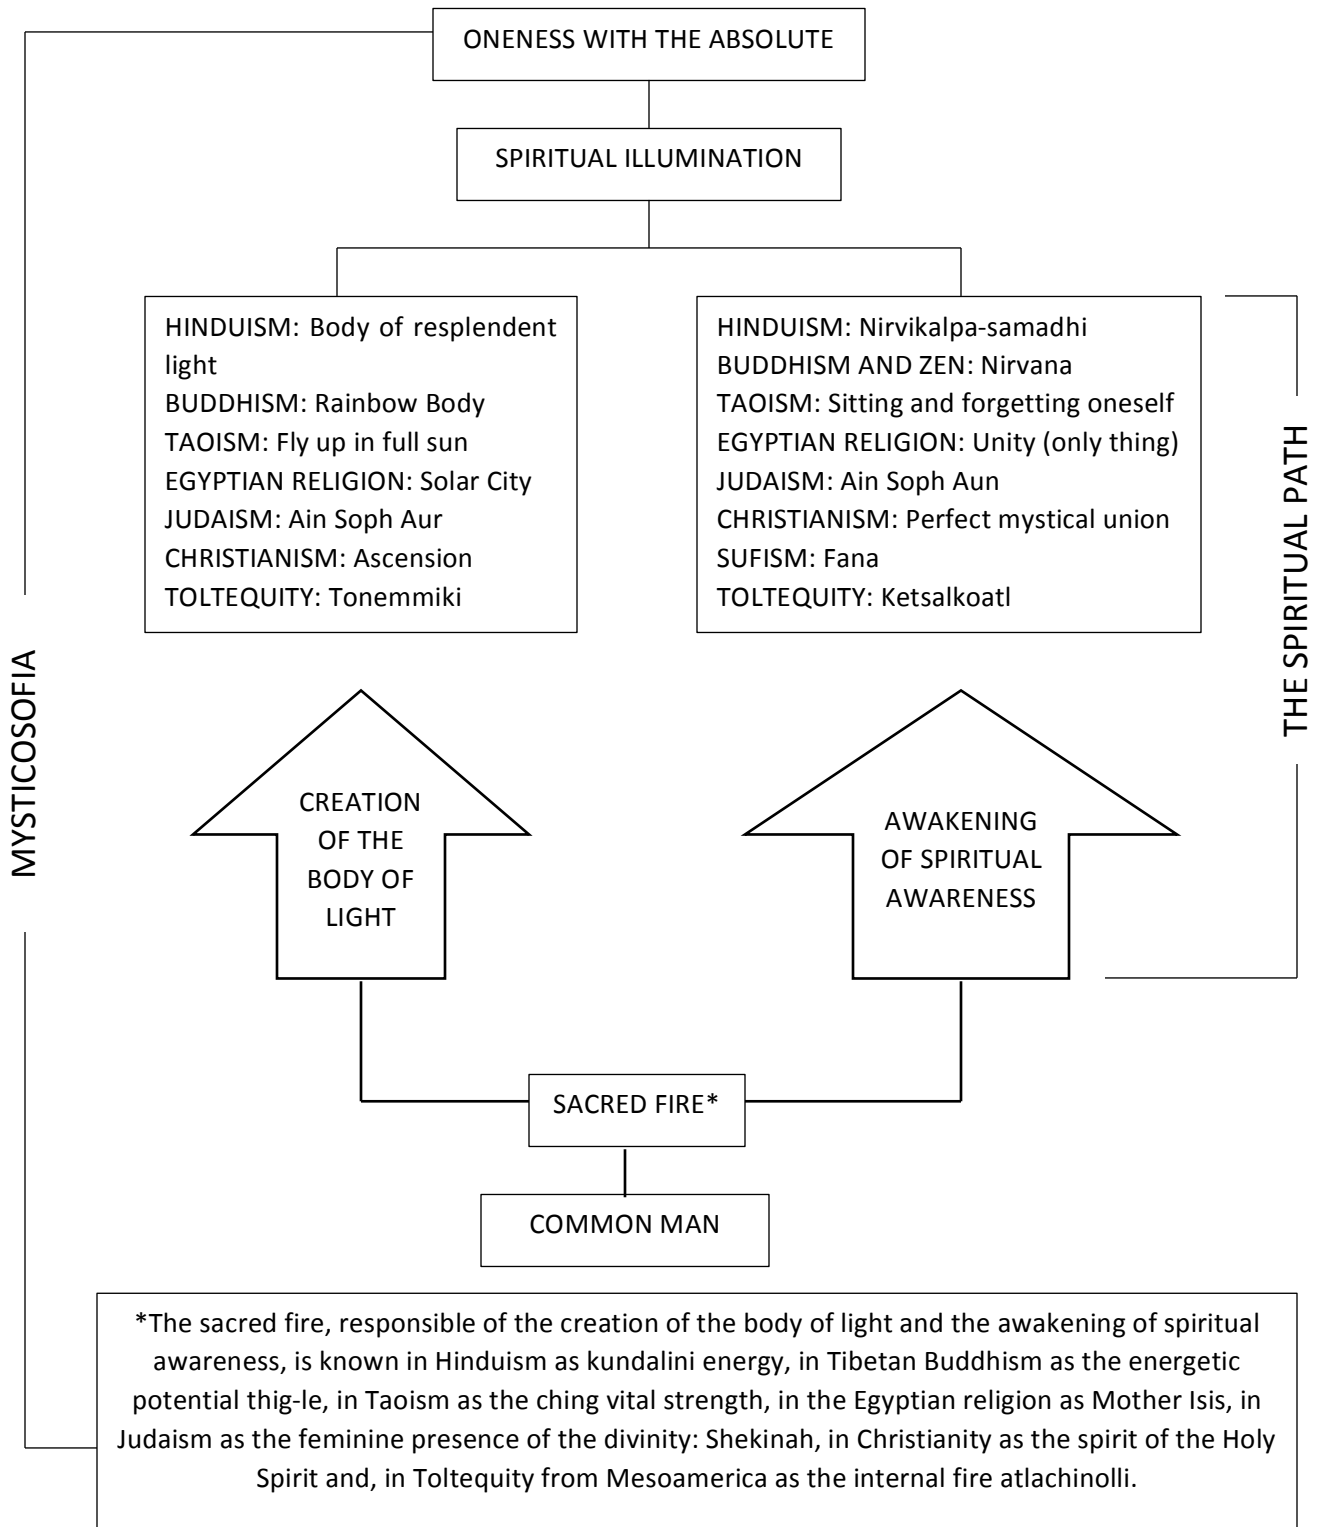 ONENESS WITH THE ABSOLUTE
SPIRITUAL ILLUMINATION
HINDUISM: Body of resplendent
light
BUDDHISM: Rainbow Body
TAOISM: Fly up in full sun
EGYPTIAN RELIGION: Solar City
JUDAISM: Ain Soph Aur
CHRISTIANISM: Ascension
TOLTEQUITY: Tonemmiki
HINDUISM: Nirvikalpa-samadhi
BUDDHISM AND ZEN: Nirvana
TAOISM: Sitting and forgetting oneself
EGYPTIAN RELIGION: Unity (only thing)
JUDAISM: Ain Soph Aun
CHRISTIANISM: Perfect mystical union
SUFISM: Fana
TOLTEQUITY: Ketsalkoatl
THE SPIRITUAL PATH
MYSTICOSOFIA
CREATION
OF THE
BODY OF
LIGHT
AWAKENING
OF SPIRITUAL
AWARENESS
SACRED FIRE*
COMMON MAN
*The sacred fire, responsible of the creation of the body of light and the awakening of spiritual
awareness, is known in Hinduism as kundalini energy, in Tibetan Buddhism as the energetic
potential thig-le, in Taoism as the ching vital strength, in the Egyptian religion as Mother Isis, in
Judaism as the feminine presence of the divinity: Shekinah, in Christianity as the spirit of the Holy
Spirit and, in Toltequity from Mesoamerica as the internal fire atlachinolli.